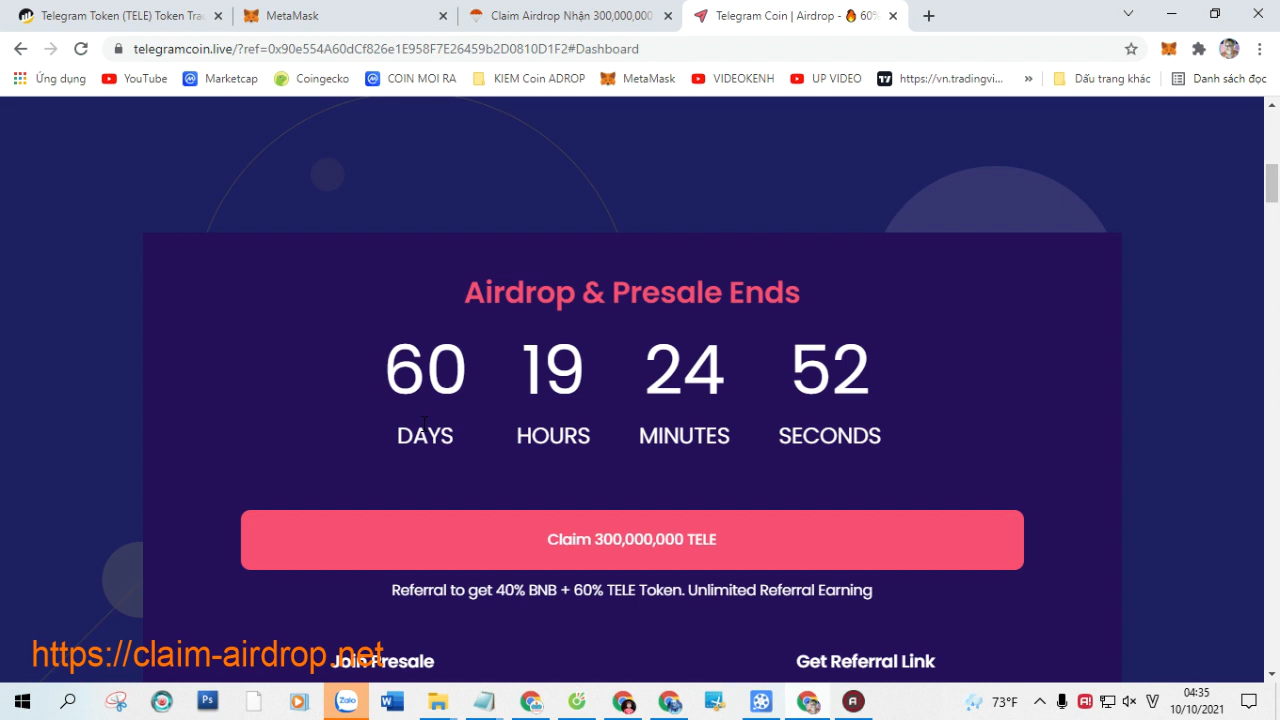 Token (TELE) Token Tra
MetaMask
Claim Airdrop Nhận 300,000,000
Telegram Coin | Airdrop - 🔥 60%
telegramcoin.live/?ref=0x90e554A60dCf826e1E958F7E26459b2D0810D1F2#Dashboard
Ứng dụng
YouTube
Marketcap
Coingecko
COIN MOI RA
KIEM Coin ADROP
MetaMask
VIDEOKENH
UP VIDEO
https://vn.tradingvi...
»
Dấu trang khác
Danh sách đọc
Airdrop & Presale Ends
60 19 24 52
DAYS HOURS MINUTES SECONDS
Claim 300,000,000 TELE
Referral to get 40% BNB + 60% TELE Token. Unlimited Referral Earning
https://claim-airdrop.net
Join Presale
Get Referral Link
Zalo
73°F
04:35
10/10/2021